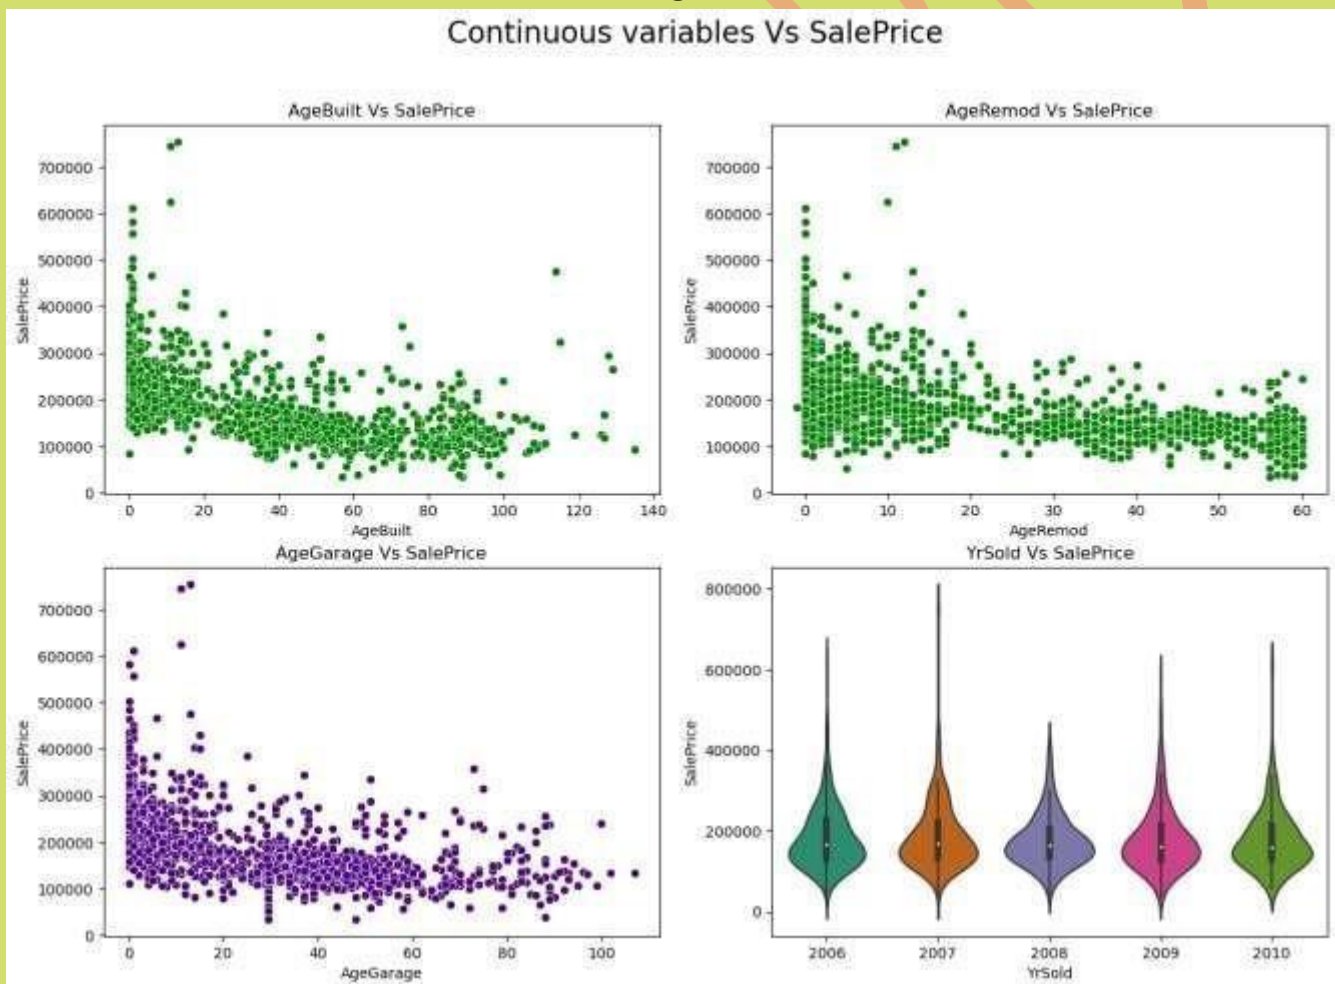 Continuous variables Vs SalePrice
AgeBuilt Vs SalePrice
700000
600000
500000
400000
300000
200000
100000
0
SalePrice
0 20 40 60 80 100 120 140
AgeBuilt
AgeRemod Vs SalePrice
700000
600000
500000
400000
300000
200000
100000
0
SalePrice
0 10 20 30 40 50 60
AgeRemod
AgeGarage Vs SalePrice
700000
600000
500000
400000
300000
200000
100000
0
SalePrice
0 20 40 60 80 100
AgeGarage
YrSold Vs SalePrice
800000
600000
400000
200000
0
SalePrice
2006 2007 2008 2009 2010
YrSold